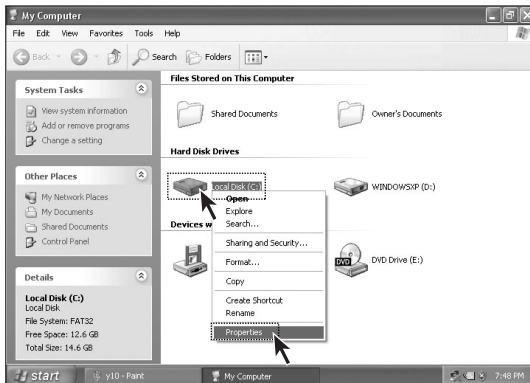 My Computer
File Edit View Favorites Tools Help
Back Search Folders
Files Stored on This Computer
System Tasks
View system information
Add or remove programs
Change a setting
Shared Documents
Owner's Documents
Hard Disk Drives
Other Places
My Network Places
My Documents
Shared Documents
Control Panel
Local Disk (C:)
WINDOWSXP (D:)
Open
Explore
Search...
Devices w
Sharing and Security...
Format...
DVD Drive (E:)
DVD
Copy
Create Shortcut
Rename
Properties
Details
Local Disk (C:)
Local Disk
File System: FAT32
Free Space: 12.6 GB
Total Size: 14.6 GB
start
y10 - Paint
My Computer
7:48 PM